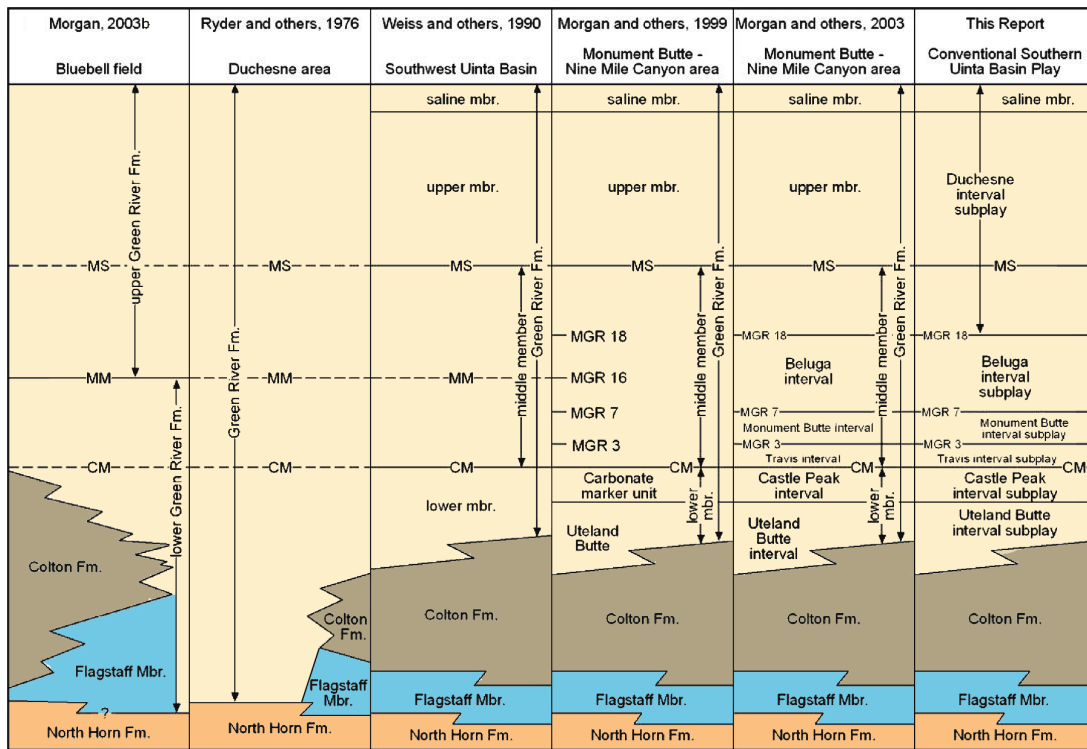 Morgan, 2003b
Bluebell field
Ryder and others, 1976
Duchesne area
Weiss and others, 1990
Southwest Uinta Basin
Morgan and others, 1999
Monument Butte -
Nine Mile Canyon area
Morgan and others, 2003
Monument Butte -
Nine Mile Canyon area
This Report
Conventional Southern
Uinta Basin Play
upper Green River Fm.
MS
MM
CM
lower Green River Fm.
Colton Fm.
Flagstaff Mbr.
?
North Horn Fm.
Green River Fm.
MS
MM
CM
Colton
Fm.
Flagstaff
Mbr.
North Horn Fm.
saline mbr.
upper mbr.
Green River Fm.
MS
middle member
MM
CM
lower mbr.
Colton Fm.
Flagstaff Mbr.
North Horn Fm.
saline mbr.
upper mbr.
Green River Fm.
MS
middle member
MGR 18
MGR 16
MGR 7
MGR 3
CM
Carbonate
marker unit
lower
mbr.
Uteland
Butte
Colton Fm.
Flagstaff Mbr.
North Horn Fm.
saline mbr.
upper mbr.
Green River Fm.
MS
middle member
MGR 18
Beluga
interval
MGR 7
Monument Butte interval
MGR 3
Travis interval
CM
Castle Peak
interval
lower
mbr.
Uteland
Butte
interval
Colton Fm.
Flagstaff Mbr.
North Horn Fm.
saline mbr.
Duchesne
interval
subplay
MS
MGR 18
Beluga
interval
subplay
MGR 7
Monument Butte
interval subplay
MGR 3
Travis interval subplay
CM
Castle Peak
interval subplay
Uteland Butte
interval subplay
Colton Fm.
Flagstaff Mbr.
North Horn Fm.